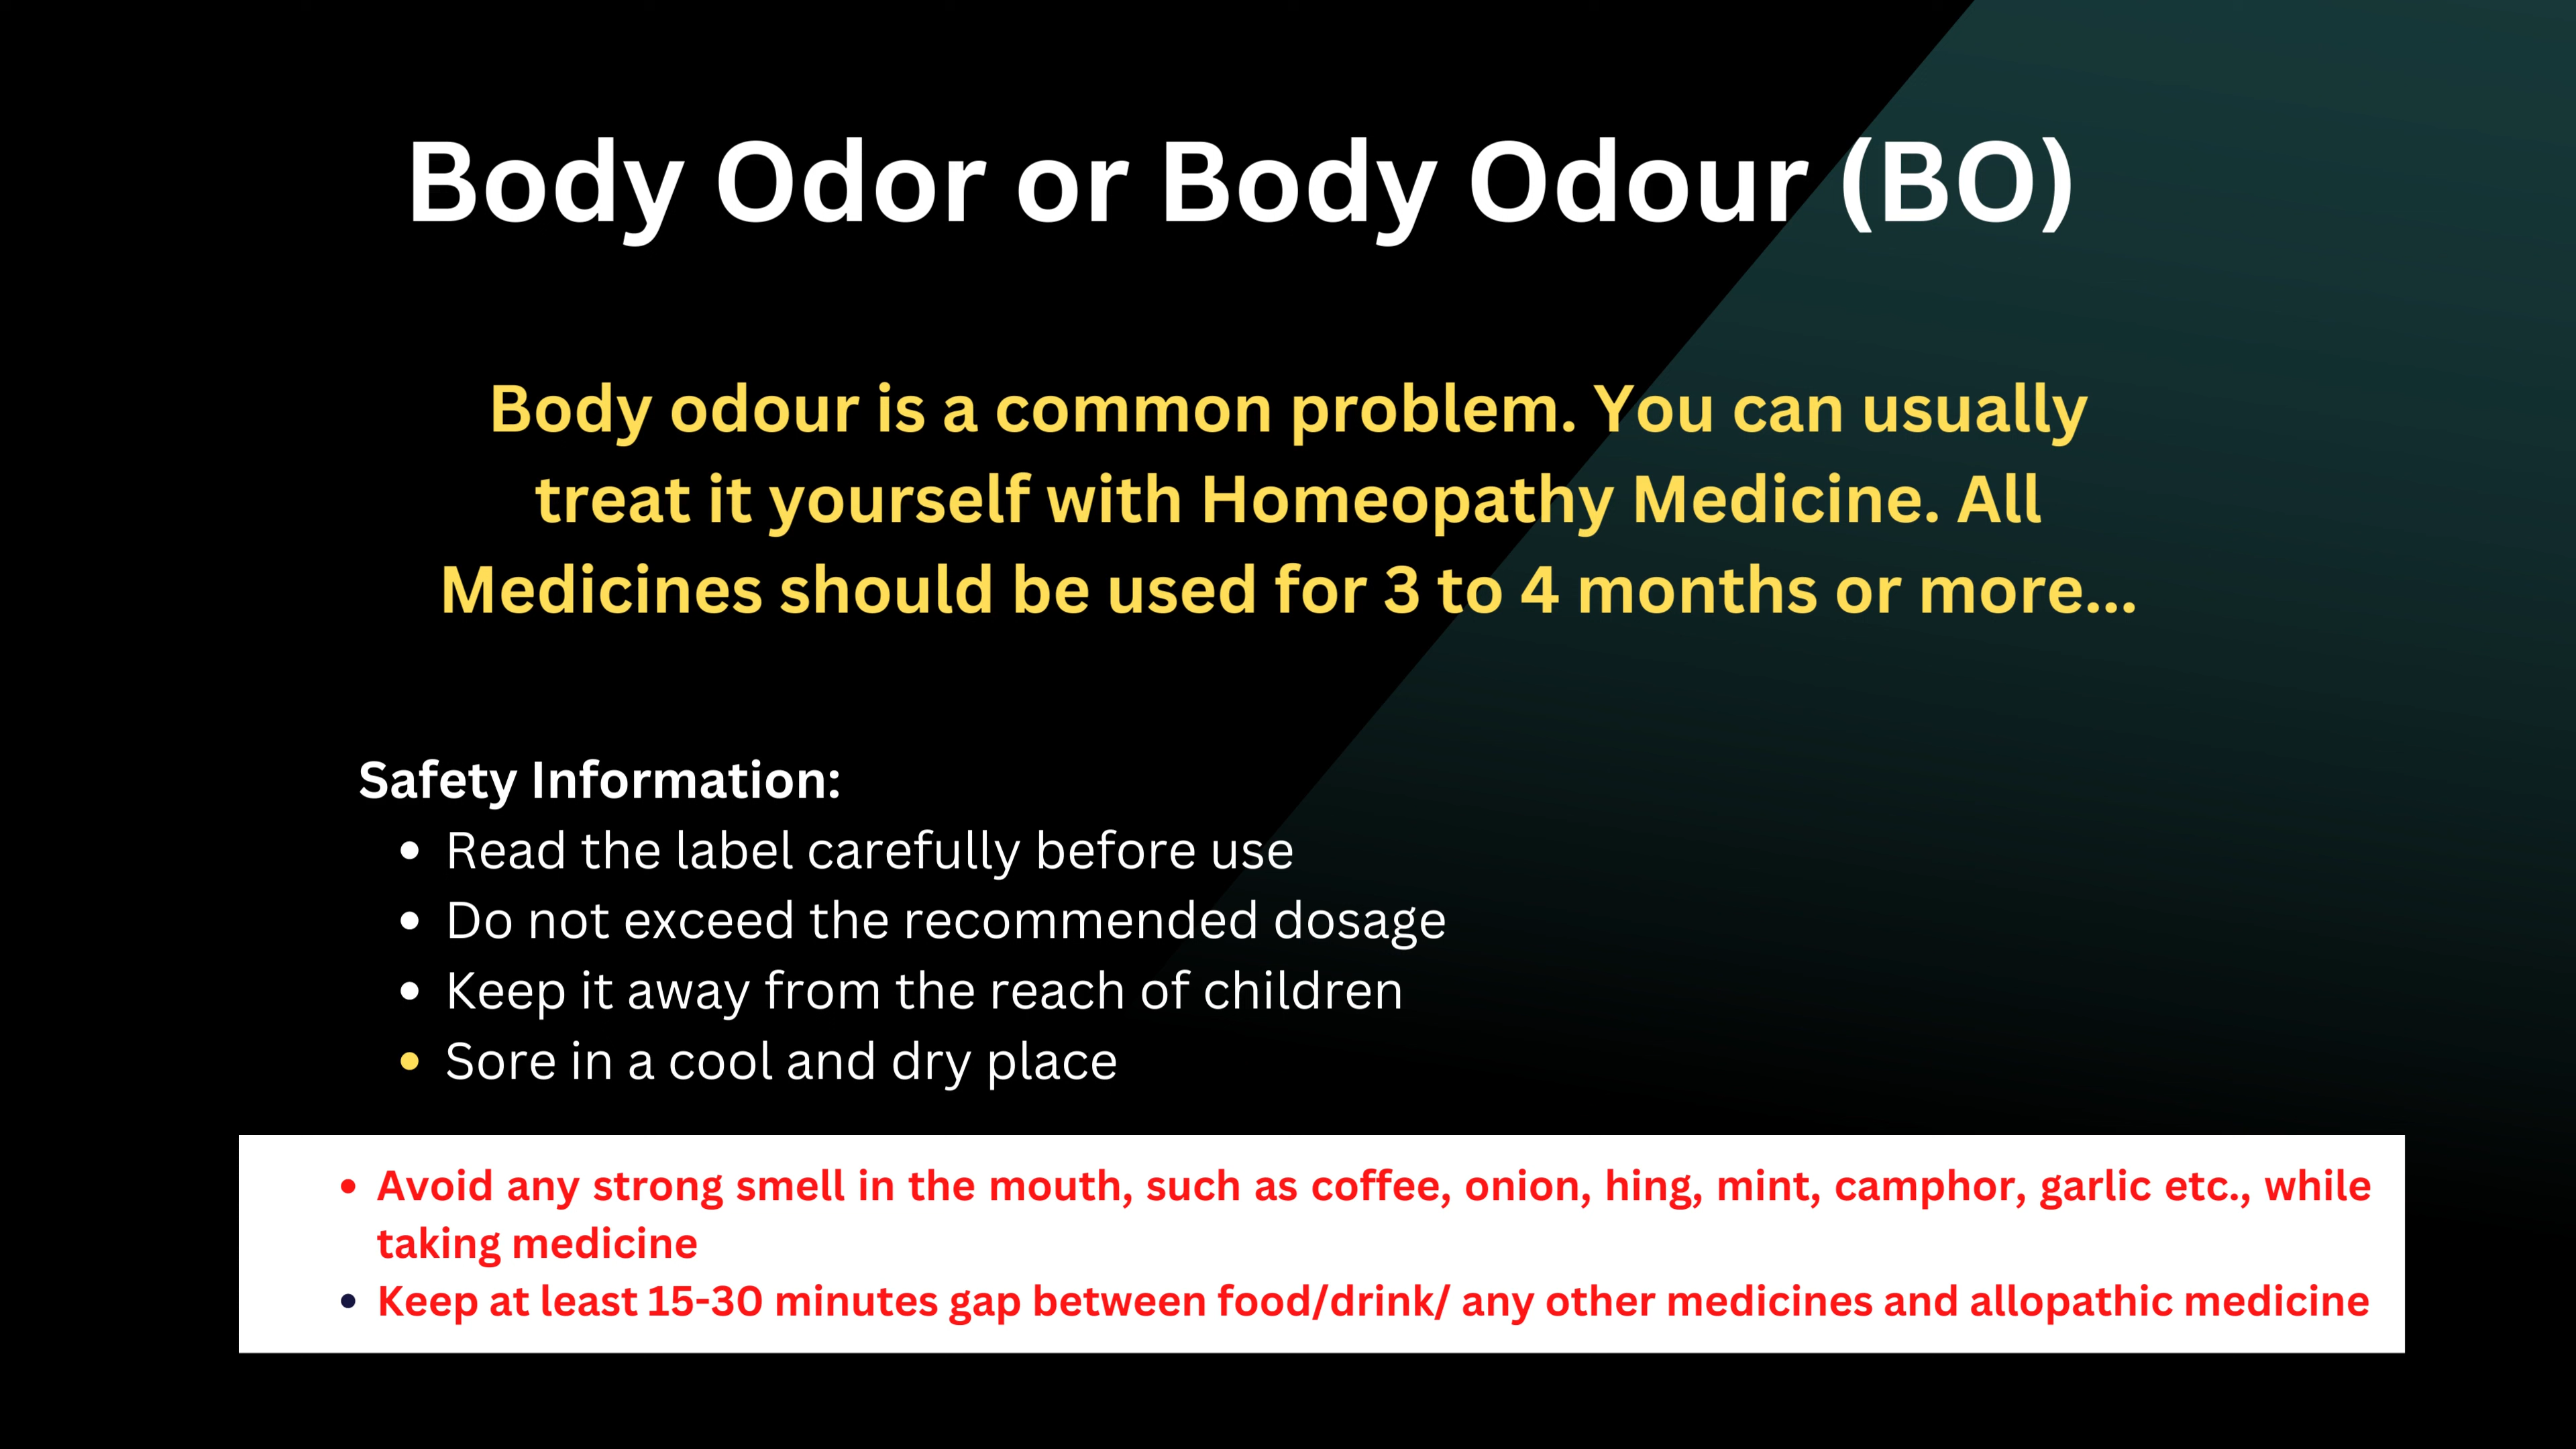 Body Odor or Body Odour (BO)
Body odour is a common problem. You can usually
treat it yourself with Homeopathy Medicine. All
Medicines should be used for 3 to 4 months or more...
Safety Information:
• Read the label carefully before use
• Do not exceed the recommended dosage
• Keep it away from the reach of children
• Sore in a cool and dry place
• Avoid any strong smell in the mouth, such as coffee, onion, hing, mint, camphor, garlic etc., while
taking medicine
• Keep at least 15-30 minutes gap between food/drink/ any other medicines and allopathic medicine